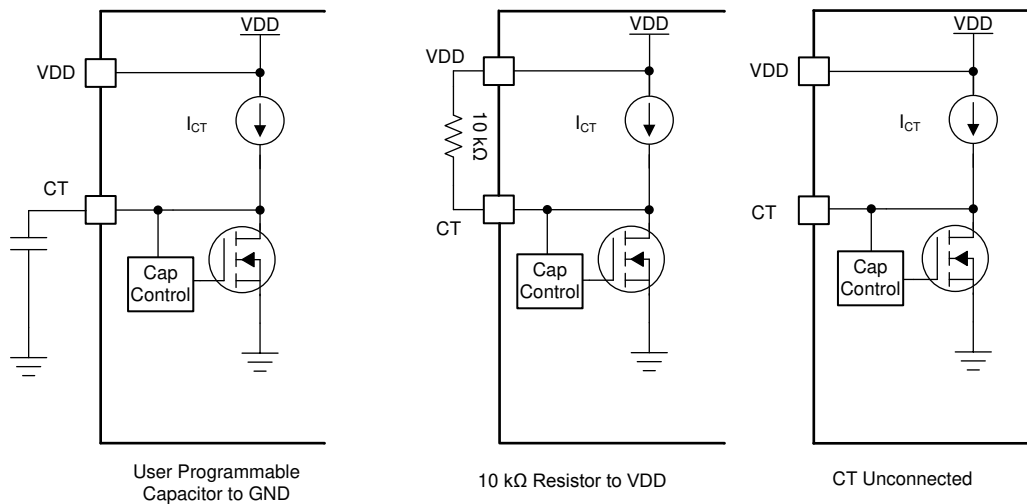 VDD
VDD
I_CT
CT
Cap
Control
User Programmable
Capacitor to GND
VDD
VDD
10 kΩ
I_CT
CT
Cap
Control
10 kΩ Resistor to VDD
VDD
VDD
I_CT
CT
Cap
Control
CT Unconnected